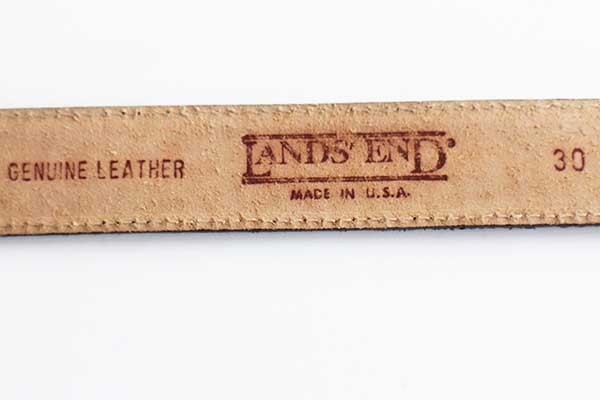 GENUINE LEATHER
LANDS' END®
MADE IN U.S.A.
30